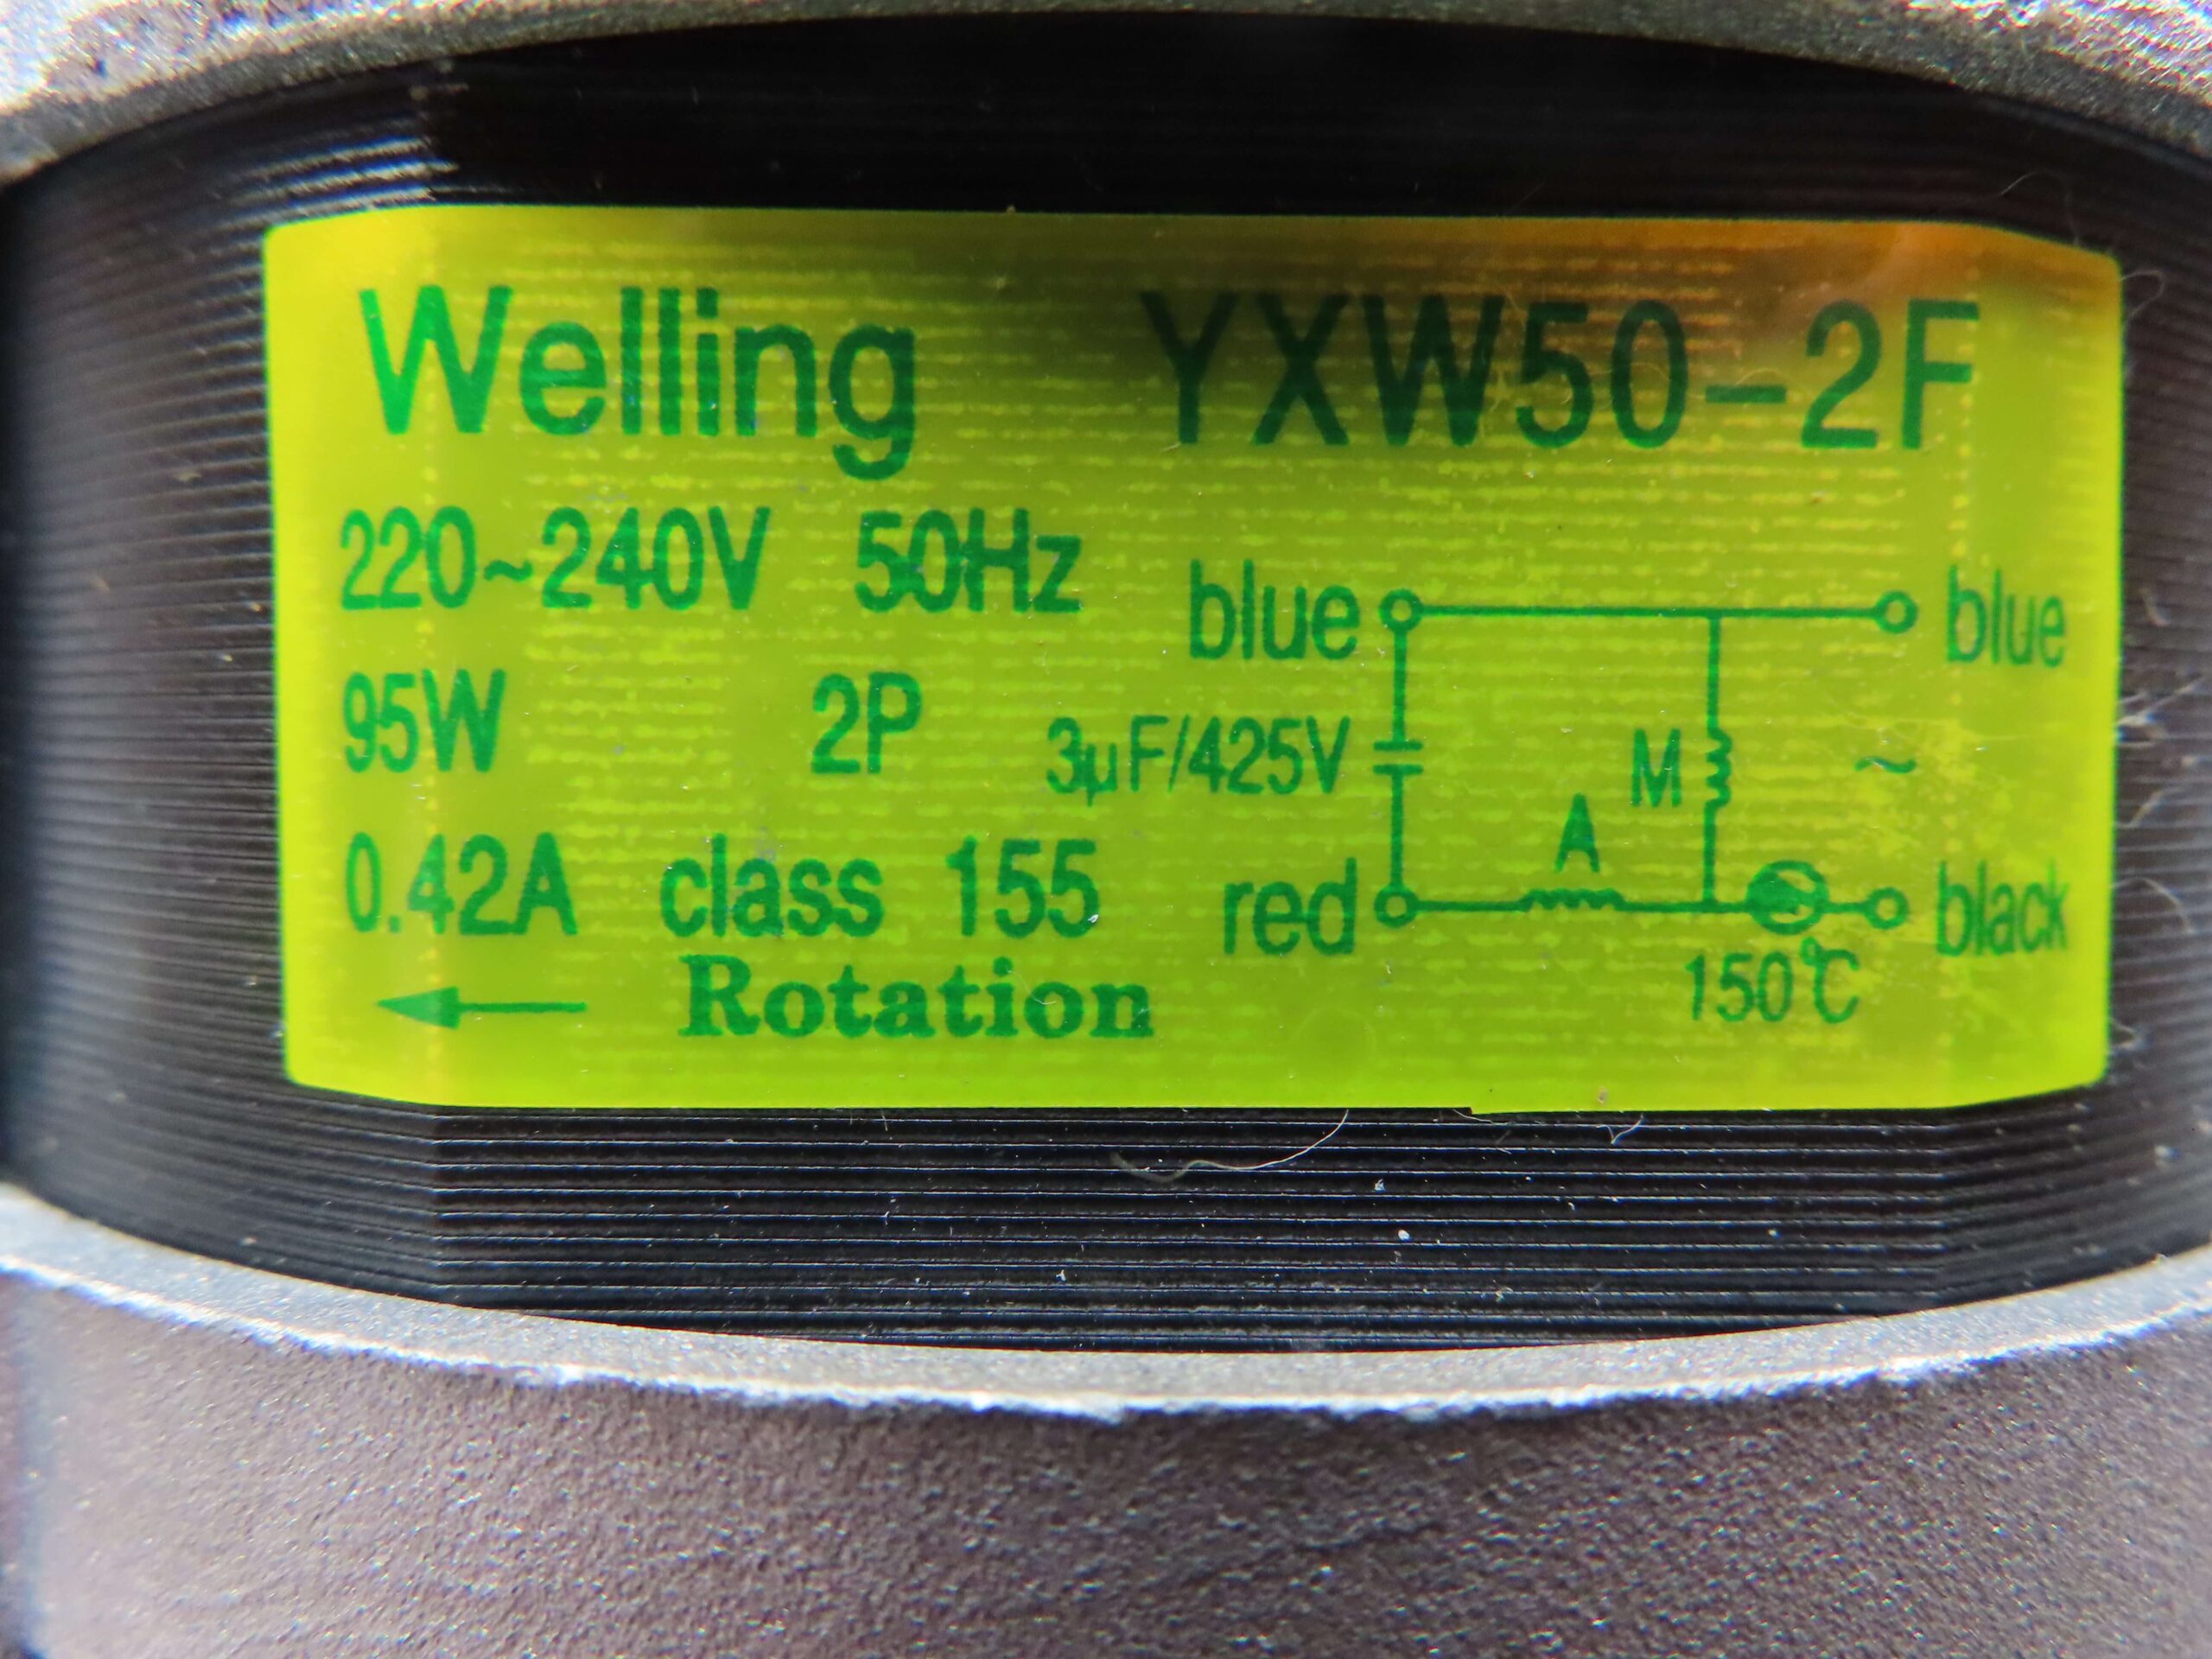 Welling YXW50-2F
220~240V 50Hz
blue blue
95W 2P
3μF/425V M ~
A
0.42A class 155
red black
150℃
Rotation